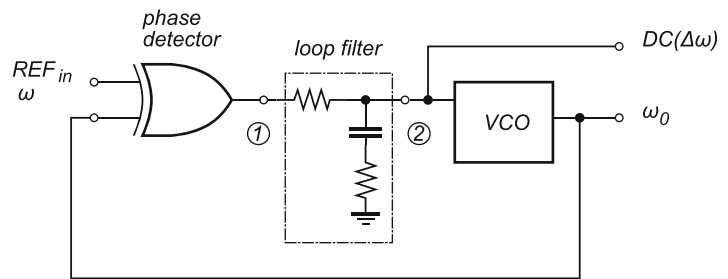 phase
detector
loop filter
REF in
ω
DC(Δω)
VCO
ω0
1
2